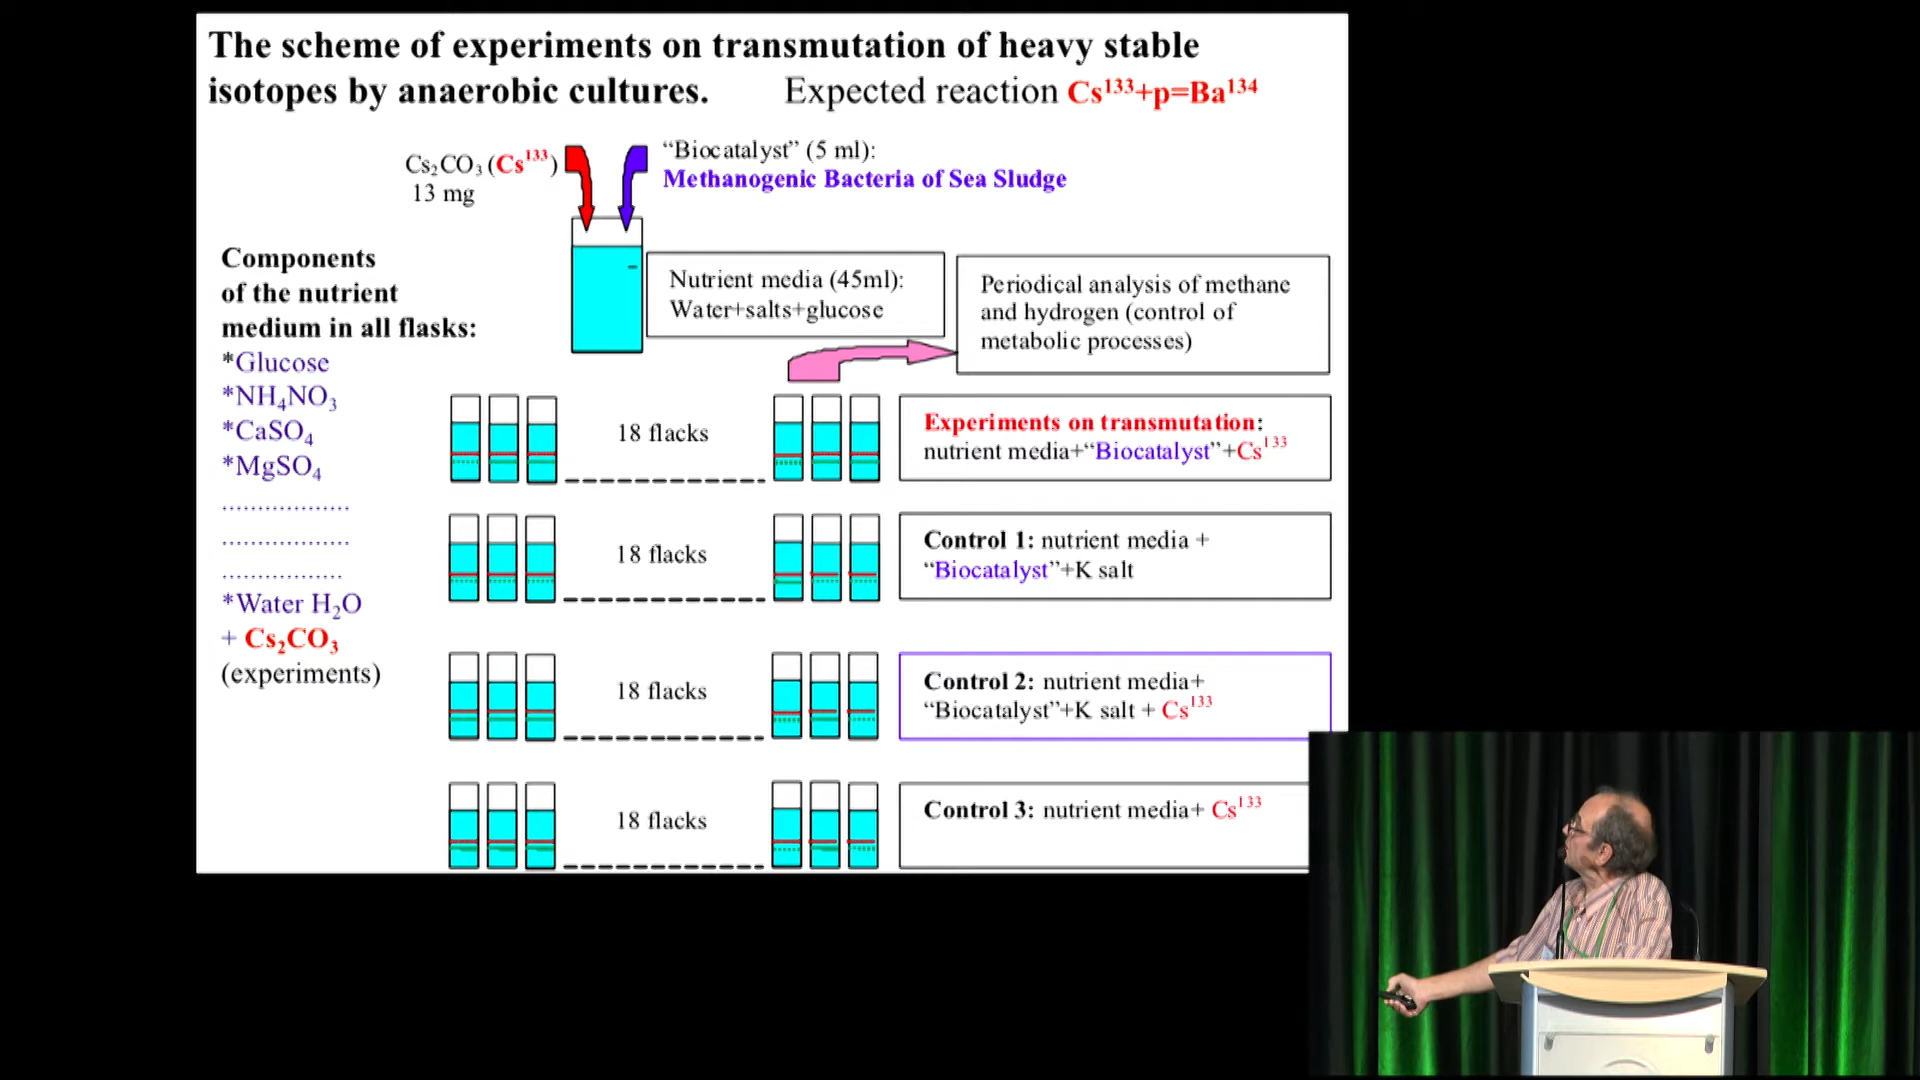 The scheme of experiments on transmutation of heavy stable
isotopes by anaerobic cultures. Expected reaction Cs¹³³+p=Ba¹³⁴
Cs₂CO₃ (Cs¹³³)
13 mg
“Biocatalyst” (5 ml):
Methanogenic Bacteria of Sea Sludge
Components
of the nutrient
medium in all flasks:
*Glucose
*NH₄NO₃
*CaSO₄
*MgSO₄
..................
..................
.................
*Water H₂O
+ Cs₂CO₃
(experiments)
Nutrient media (45ml):
Water+salts+glucose
Periodical analysis of methane
and hydrogen (control of
metabolic processes)
18 flacks
Experiments on transmutation:
nutrient media+“Biocatalyst”+Cs¹³³
18 flacks
Control 1: nutrient media +
“Biocatalyst”+K salt
18 flacks
Control 2: nutrient media+
“Biocatalyst”+K salt + Cs¹³³
18 flacks
Control 3: nutrient media+ Cs¹³³